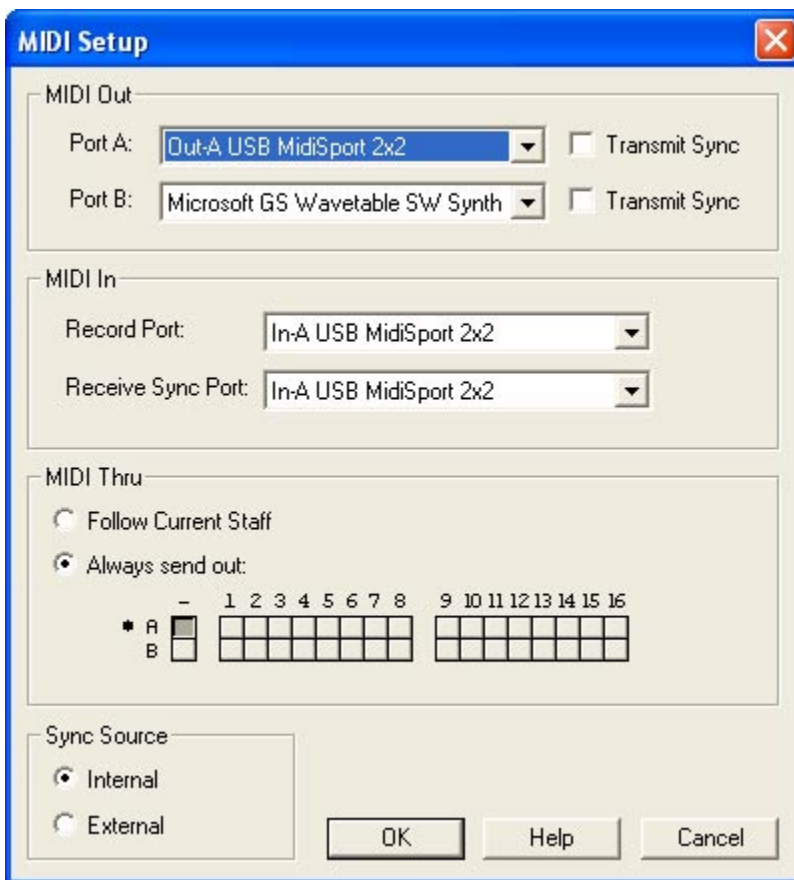 MIDI Setup
MIDI Out
Port A: Out-A USB MidiSport 2x2 Transmit Sync
Port B: Microsoft GS Wavetable SW Synth Transmit Sync
MIDI In
Record Port: In-A USB MidiSport 2x2
Receive Sync Port: In-A USB MidiSport 2x2
MIDI Thru
Follow Current Staff
Always send out:
– 1 2 3 4 5 6 7 8 9 10 11 12 13 14 15 16
A
B
Sync Source
Internal
External
OK Help Cancel